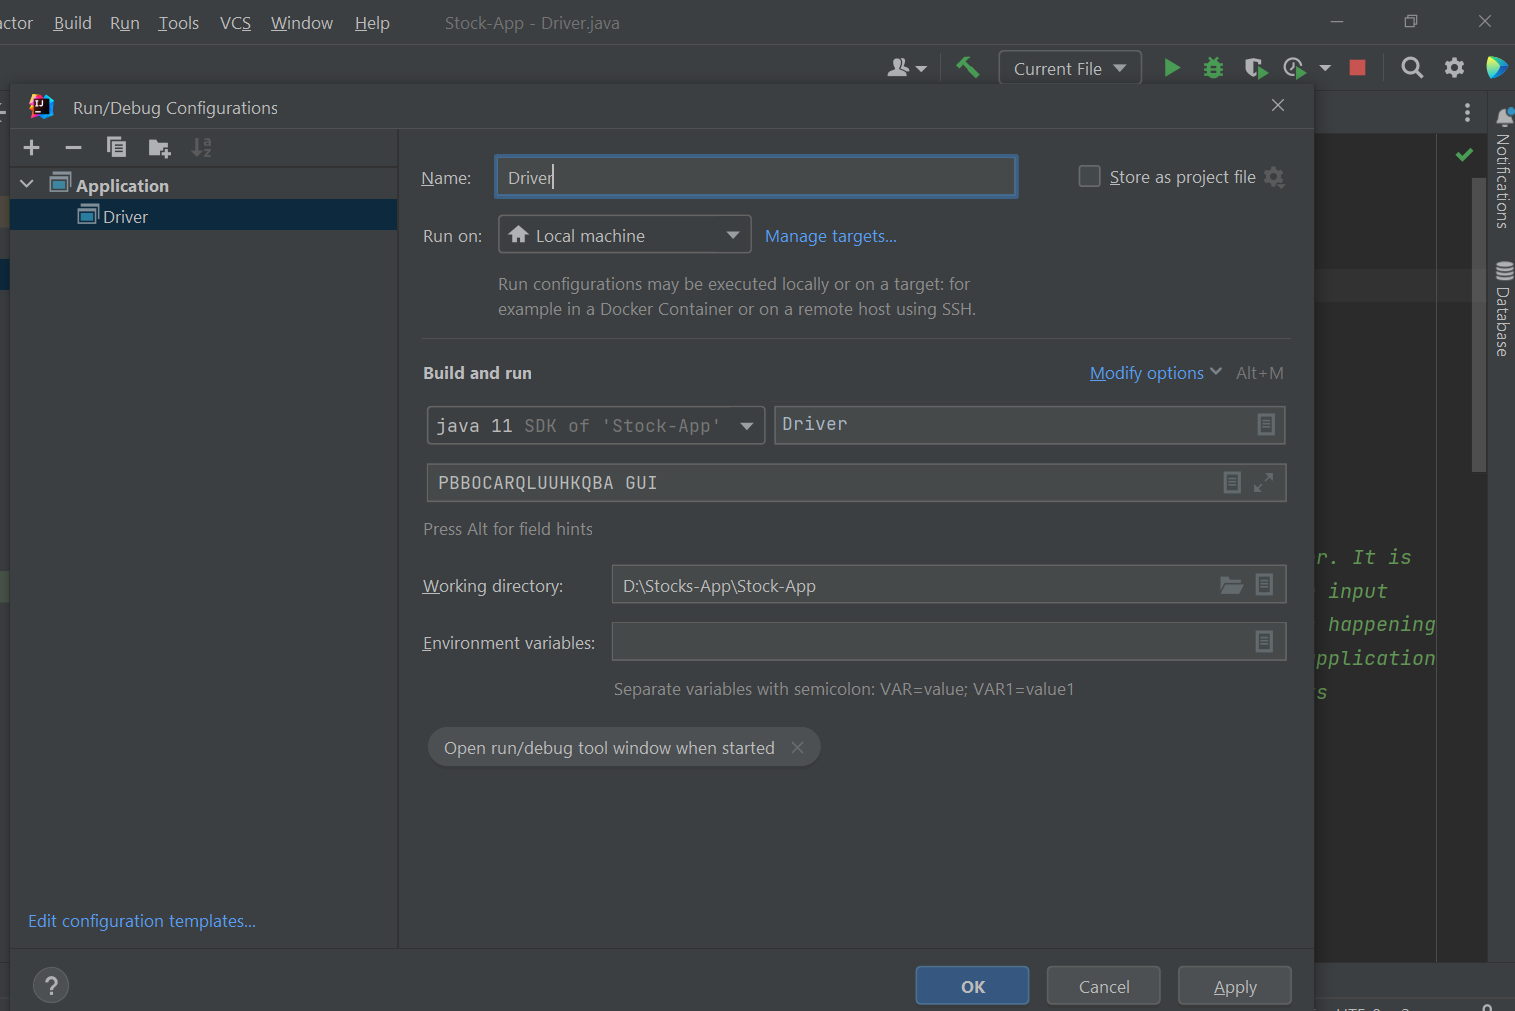 actor Build Run Tools VCS Window Help Stock-App - Driver.java
Current File
Run/Debug Configurations
Application
Driver
Name: Driver
Store as project file
Run on: Local machine Manage targets...
Run configurations may be executed locally or on a target: for
example in a Docker Container or on a remote host using SSH.
Build and run
Modify options Alt+M
java 11 SDK of 'Stock-App' Driver
PBBOCARQLUUHKQBA GUI
Press Alt for field hints
Working directory: D:\Stocks-App\Stock-App
Environment variables:
Separate variables with semicolon: VAR=value; VAR1=value1
Open run/debug tool window when started
Edit configuration templates...
?
OK Cancel Apply
r. It is
input
happening
pplication
s
Notifications
Database